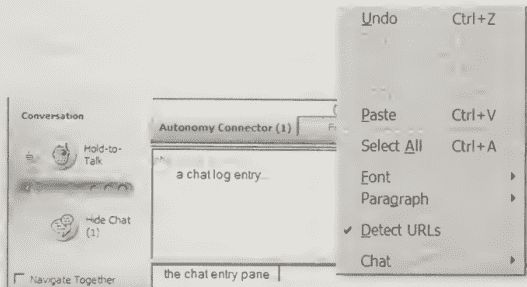 Conversation
Hold-to-
Talk
Hide Chat
(1)
Navigate Together
Autonomy Connector (1)
a chat log entry...
the chat entry pane
Undo Ctrl+Z
Paste Ctrl+V
Select All Ctrl+A
Font
Paragraph
Detect URLs
Chat